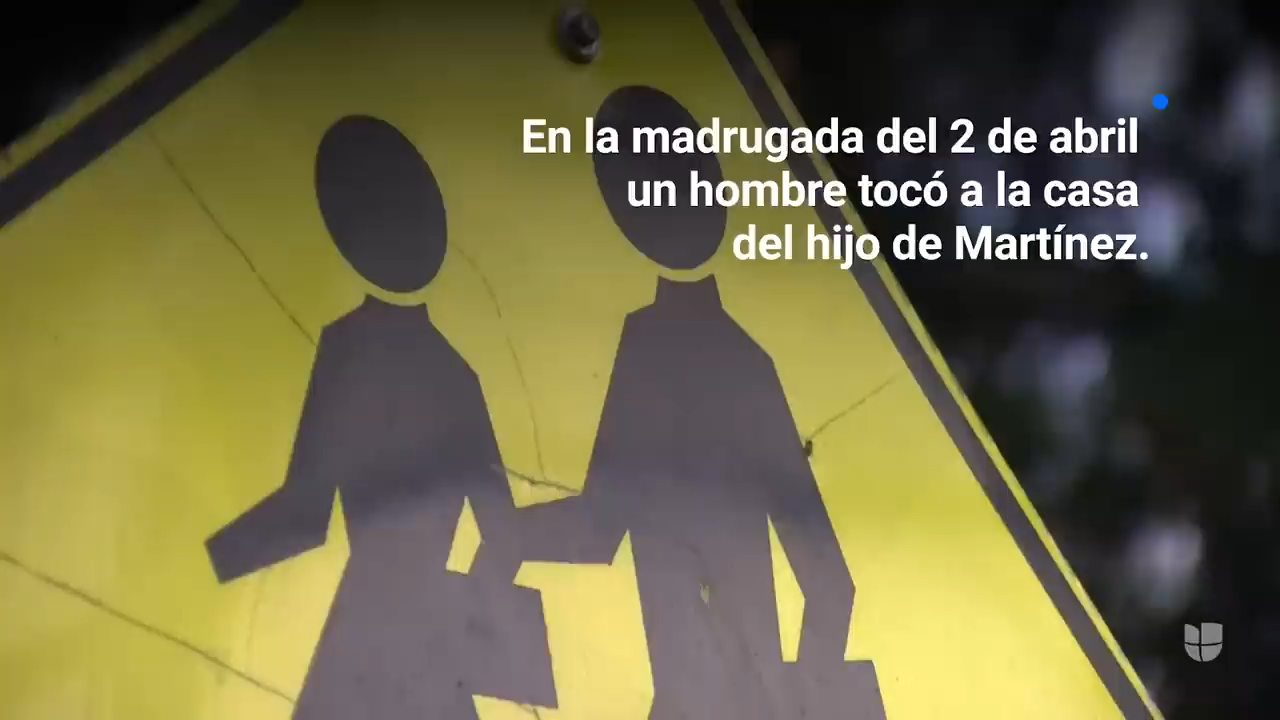 En la madrugada del 2 de abril
un hombre tocó a la casa
del hijo de Martínez.